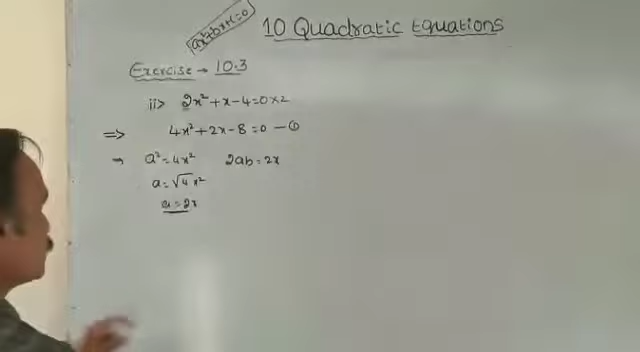 ax²+bx+c=0
10 Quadratic Equations
Exercise → 10.3
ii> 2x²+x-4=0×2
=> 4x²+2x-8=0 -①
→ a²=4x² 2ab=2x
a=√4x²
a=2x